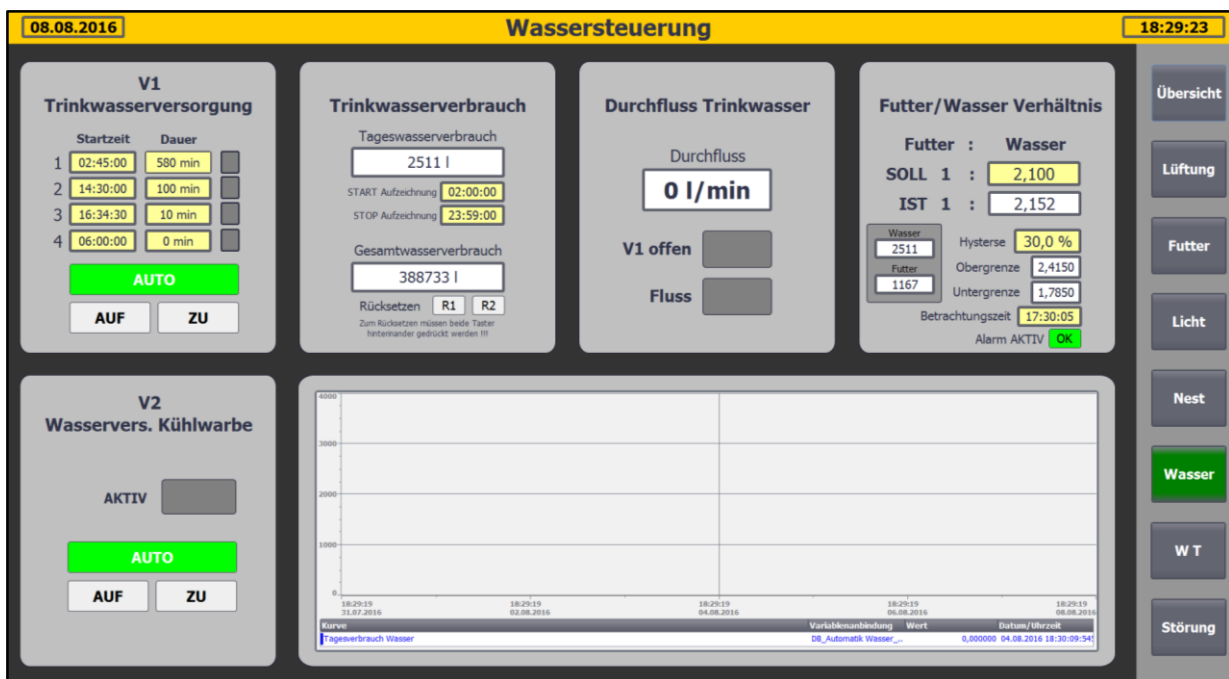 08.08.2016
Wassersteuerung
18:29:23
V1
Trinkwasserversorgung
Startzeit Dauer
1 02:45:00 580 min
2 14:30:00 100 min
3 16:34:30 10 min
4 06:00:00 0 min
AUTO
AUF ZU
Trinkwasserverbrauch
Tageswasserverbrauch
2511 l
START Aufzeichnung 02:00:00
STOP Aufzeichnung 23:59:00
Gesamtwasserverbrauch
388733 l
Rücksetzen R1 R2
Zum Rücksetzen müssen beide Taster
hinterinander gedrückt werden !!!
Durchfluss Trinkwasser
Durchfluss
0 l/min
V1 offen
Fluss
Futter/Wasser Verhältnis
Futter : Wasser
SOLL 1 : 2,100
IST 1 : 2,152
Wasser
2511
Futter
1167
Hysterse 30,0 %
Obergrenze 2,4150
Untergrenze 1,7850
Betrachtungszeit 17:30:05
Alarm AKTIV OK
V2
Wasservers. Kühlwarbe
AKTIV
AUTO
AUF ZU
4000
3000
2000
1000
0
18:29:19 18:29:19 18:29:19 18:29:19 18:29:19
31.07.2016 02.08.2016 04.08.2016 06.08.2016 08.08.2016
Kurve Variablenanbindung Wert Datum/Uhrzeit
Tagesverbrauch Wasser DB_Automatik Wasser_... 0,000000 04.08.2016 18:30:09:545
Übersicht
Lüftung
Futter
Licht
Nest
Wasser
W T
Störung